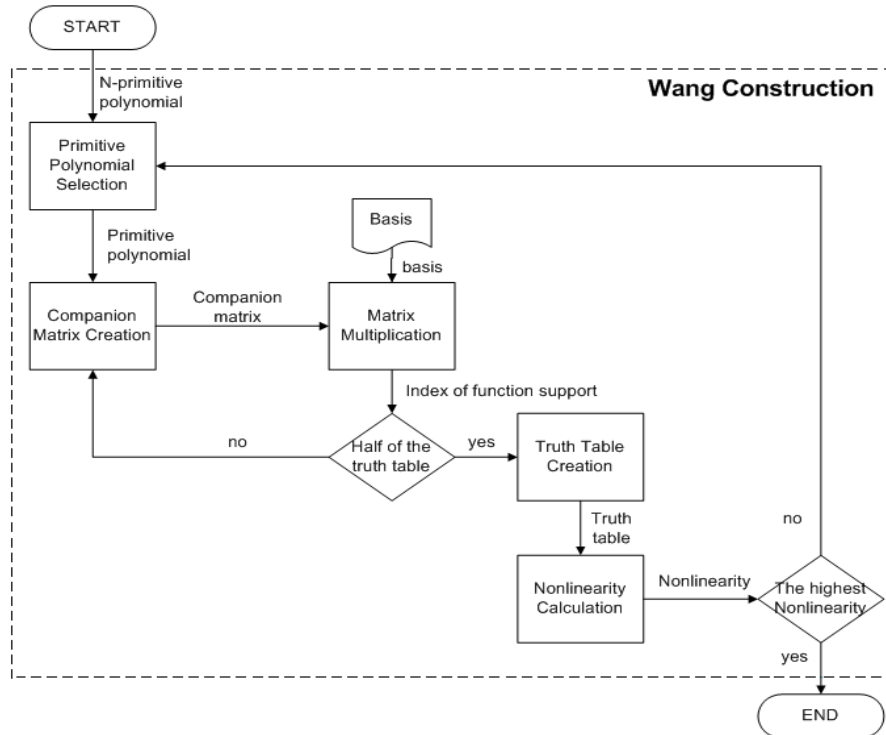 START
N-primitive
polynomial
Wang Construction
Primitive
Polynomial
Selection
Primitive
polynomial
Basis
basis
Companion
Matrix Creation
Companion
matrix
Matrix
Multiplication
Index of function support
no
Half of the
truth table
yes
Truth Table
Creation
Truth
table
no
Nonlinearity
Calculation
Nonlinearity
The highest
Nonlinearity
yes
END